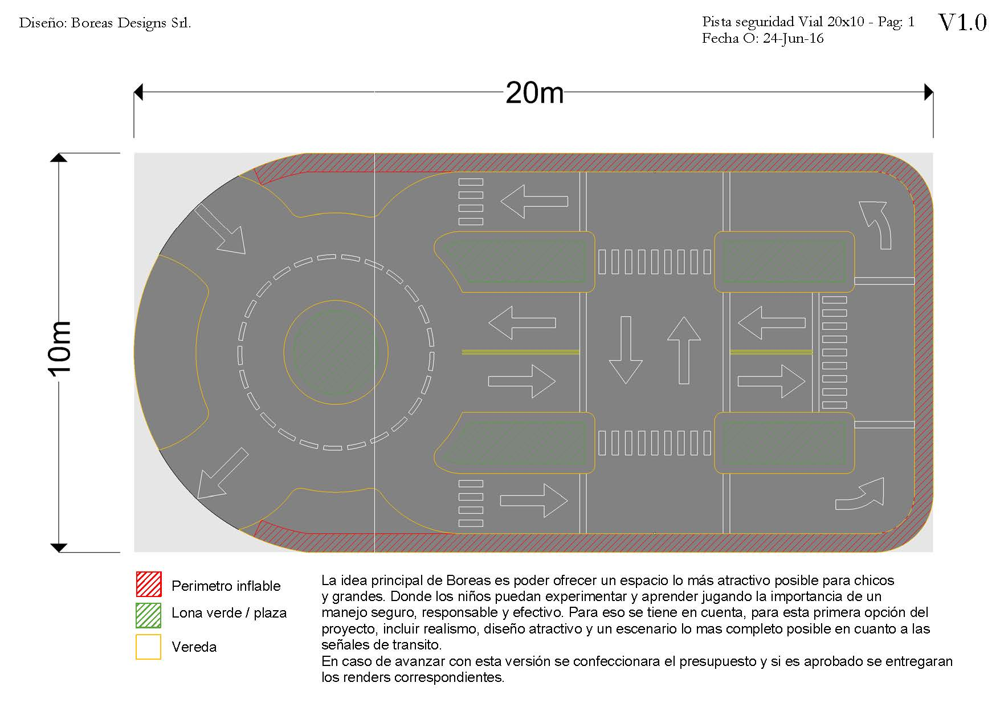 Diseño: Boreas Designs Srl.
Pista seguridad Vial 20x10 - Pag: 1
V1.0
Fecha O: 24-Jun-16
20m
10m
Perimetro inflable
Lona verde / plaza
Vereda
La idea principal de Boreas es poder ofrecer un espacio lo más atractivo posible para chicos
y grandes. Donde los niños puedan experimentar y aprender jugando la importancia de un
manejo seguro, responsable y efectivo. Para eso se tiene en cuenta, para esta primera opción del
proyecto, incluir realismo, diseño atractivo y un escenario lo mas completo posible en cuanto a las
señales de transito.
En caso de avanzar con esta versión se confeccionara el presupuesto y si es aprobado se entregaran
los renders correspondientes.